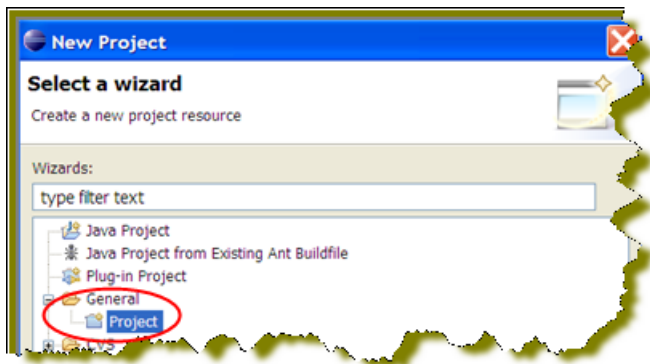 New Project
Select a wizard
Create a new project resource
Wizards:
type filter text
Java Project
Java Project from Existing Ant Buildfile
Plug-in Project
General
Project
CVS